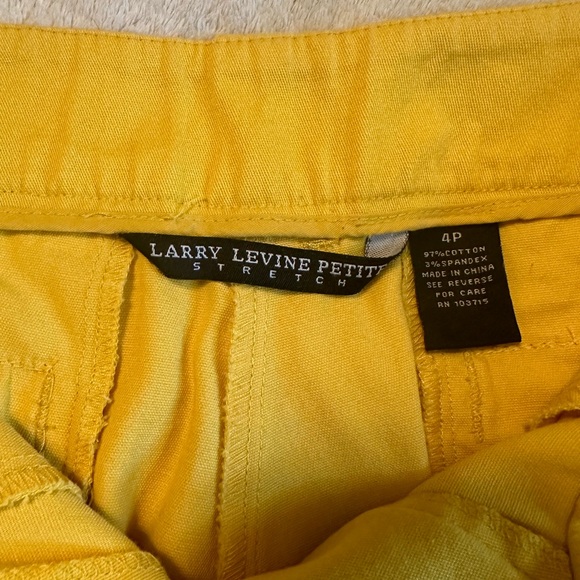 LARRY LEVINE PETITE
STRETCH
4P
97% COTTON
3% SPANDEX
MADE IN CHINA
SEE REVERSE
FOR CARE
RN 103715